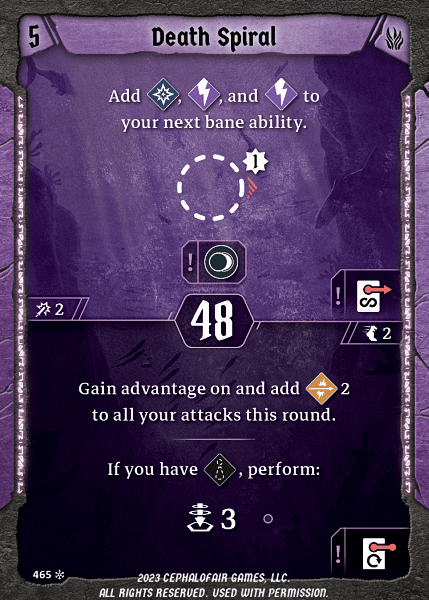 5 Death Spiral
Add , , and to
your next bane ability.
1
!
!
2
48
2
Gain advantage on and add 2
to all your attacks this round.
If you have , perform:
3
!
465
2023 CEPHALOFAIR GAMES, LLC.
ALL RIGHTS RESERVED. USED WITH PERMISSION.